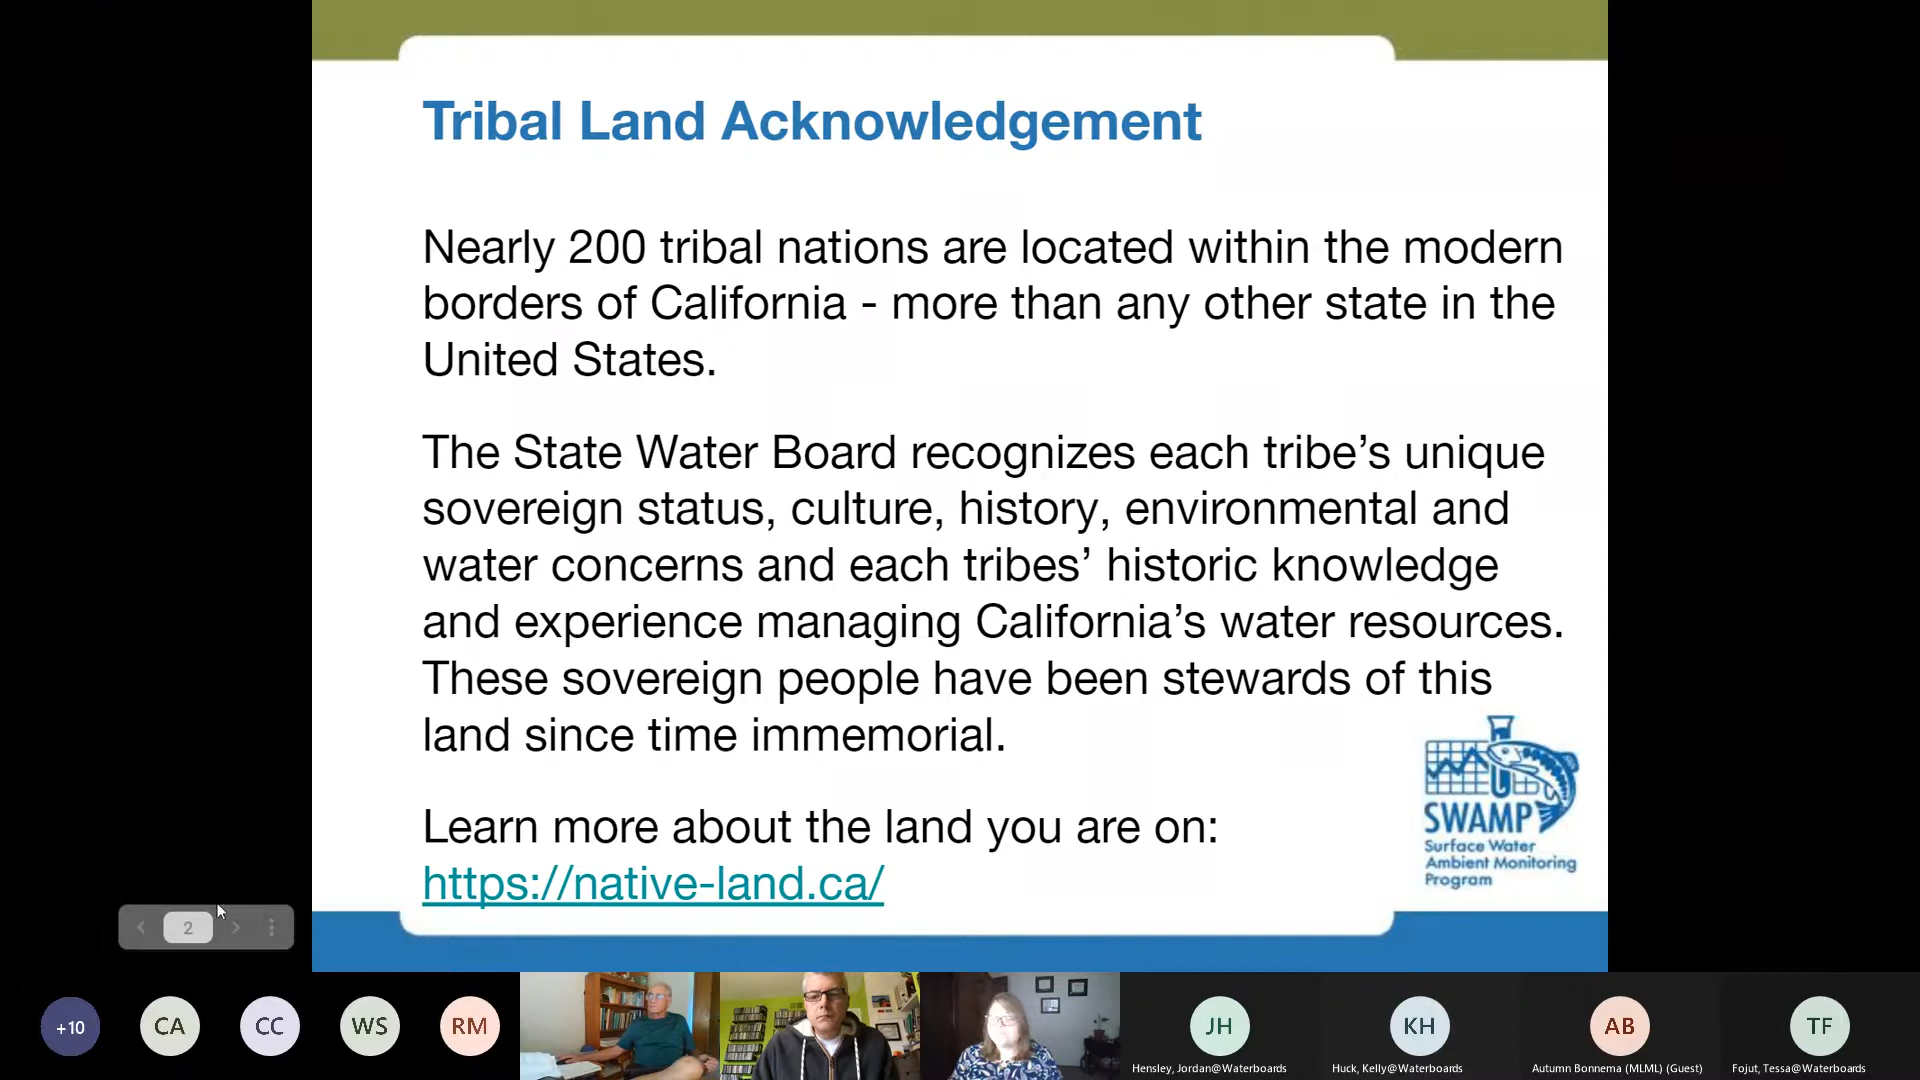 Tribal Land Acknowledgement
Nearly 200 tribal nations are located within the modern
borders of California - more than any other state in the
United States.
The State Water Board recognizes each tribe’s unique
sovereign status, culture, history, environmental and
water concerns and each tribes’ historic knowledge
and experience managing California’s water resources.
These sovereign people have been stewards of this
land since time immemorial.
Learn more about the land you are on:
https://native-land.ca/
SWAMP
Surface Water
Ambient Monitoring
Program
2
+10
CA
CC
WS
RM
JH
KH
AB
TF
Hensley, Jordan@Waterboards
Huck, Kelly@Waterboards
Autumn Bonnema (MLML) (Guest)
Fojut, Tessa@Waterboards